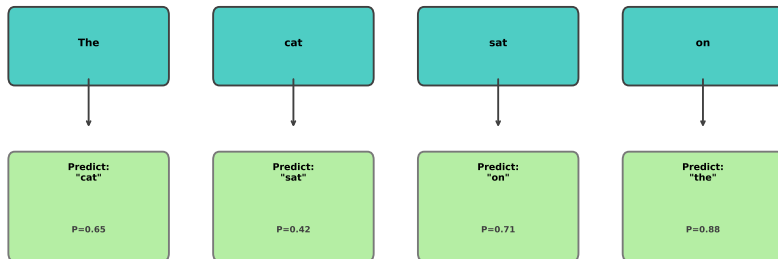 The
cat
sat
on
Predict:
"cat"
P=0.65
Predict:
"sat"
P=0.42
Predict:
"on"
P=0.71
Predict:
"the"
P=0.88